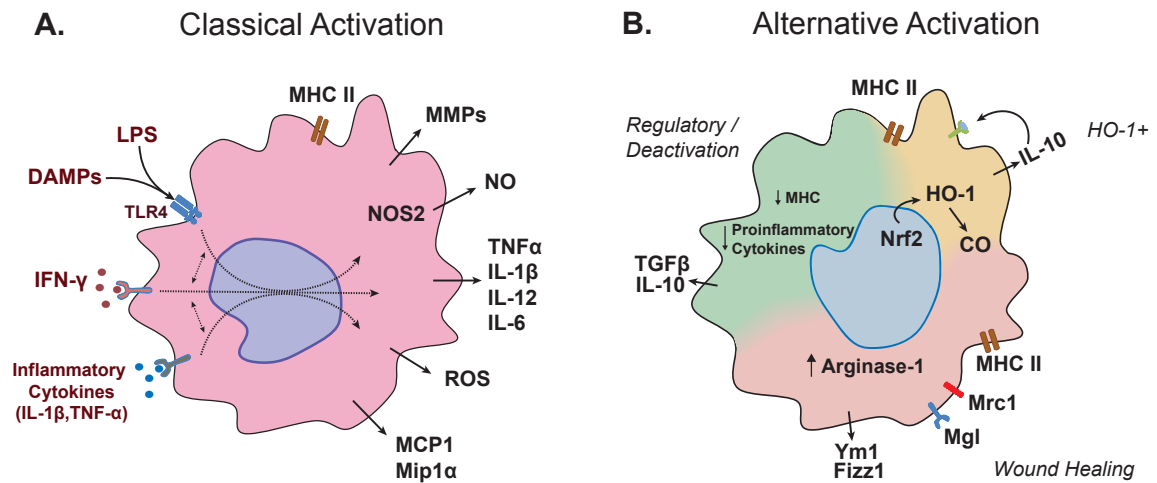 A.
Classical Activation
MHC II
MMPs
LPS
DAMPs
TLR4
NO
NOS2
IFN-γ
TNFα
IL-1β
IL-12
IL-6
Inflammatory
Cytokines
(IL-1β,TNF-α)
ROS
MCP1
Mip1α
B.
Alternative Activation
MHC II
Regulatory /
Deactivation
HO-1+
IL-10
↓ MHC
HO-1
↓ Proinflammatory
Cytokines
Nrf2
CO
TGFβ
IL-10
↑ Arginase-1
MHC II
Mrc1
Mgl
Ym1
Fizz1
Wound Healing